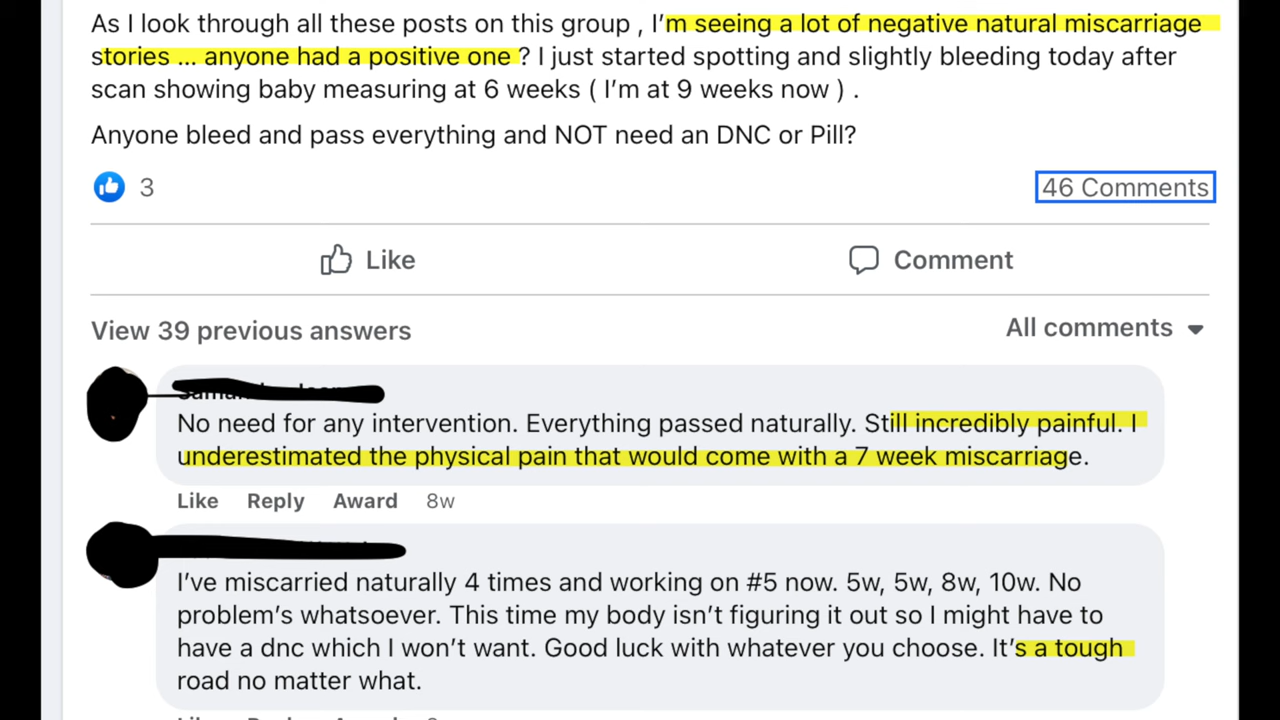 As I look through all these posts on this group , I'm seeing a lot of negative natural miscarriage
stories ... anyone had a positive one ? I just started spotting and slightly bleeding today after
scan showing baby measuring at 6 weeks ( I'm at 9 weeks now ) .
Anyone bleed and pass everything and NOT need an DNC or Pill?
3
46 Comments
Like
Comment
View 39 previous answers
All comments
No need for any intervention. Everything passed naturally. Still incredibly painful. I
underestimated the physical pain that would come with a 7 week miscarriage.
Like Reply Award 8w
I've miscarried naturally 4 times and working on #5 now. 5w, 5w, 8w, 10w. No
problem's whatsoever. This time my body isn't figuring it out so I might have to
have a dnc which I won't want. Good luck with whatever you choose. It's a tough
road no matter what.